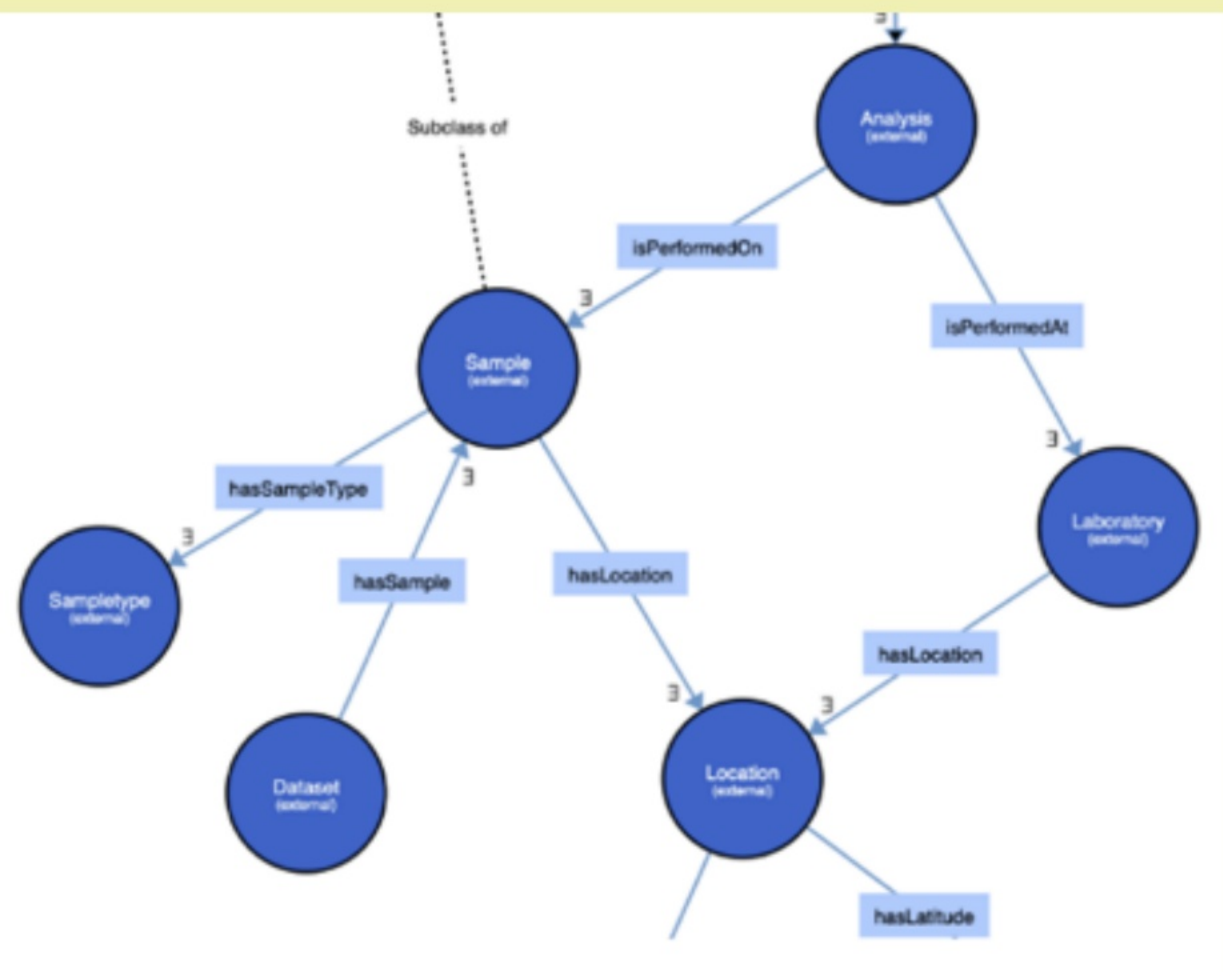 ∃
Analysis
(external)
Subclass of
isPerformedOn
∃
isPerformedAt
Sample
(external)
∃
hasSampleType
∃
∃
Laboratory
(external)
hasSample
hasLocation
Sampletype
(external)
hasLocation
∃
∃
Dataset
(external)
Location
(external)
hasLatitude